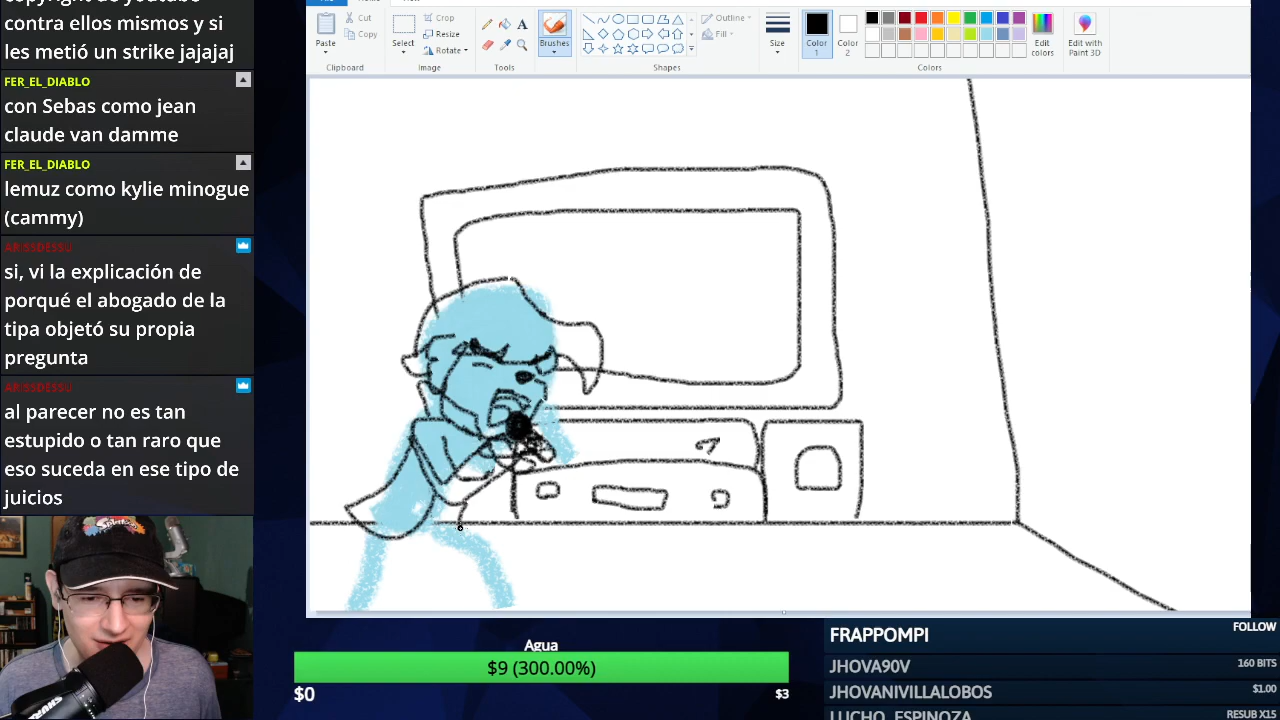 copyright de youtube
contra ellos mismos y si
se metió un strike jajajaj
FER_EL_DIABLO
con Sebas como jean
claude van damme
FER_EL_DIABLO
lemuz como kylie minogue
(cammy)
ABISSDESSU
si, vi la explicación de
porqué el abogado de la
tipa objetó su propia
pregunta
ABISSDESSU
al parecer no es tan
estupido o tan raro que
eso suceda en ese tipo de
juicios
Paste
Cut
Copy
Clipboard
Select
Crop
Resize
Rotate
Image
Tools
Brushes
Outline
Fill
Shapes
Size
Color
1
Color
2
Edit
colors
Colors
Edit with
Paint 3D
Agua
$9 (300.00%)
$0
$3
FRAPPOMPI
FOLLOW
JHOVA90V
160 BITS
JHOVANIVILLALOBOS
$1.00
LUCHO_ESPINOZA
RESUB X15